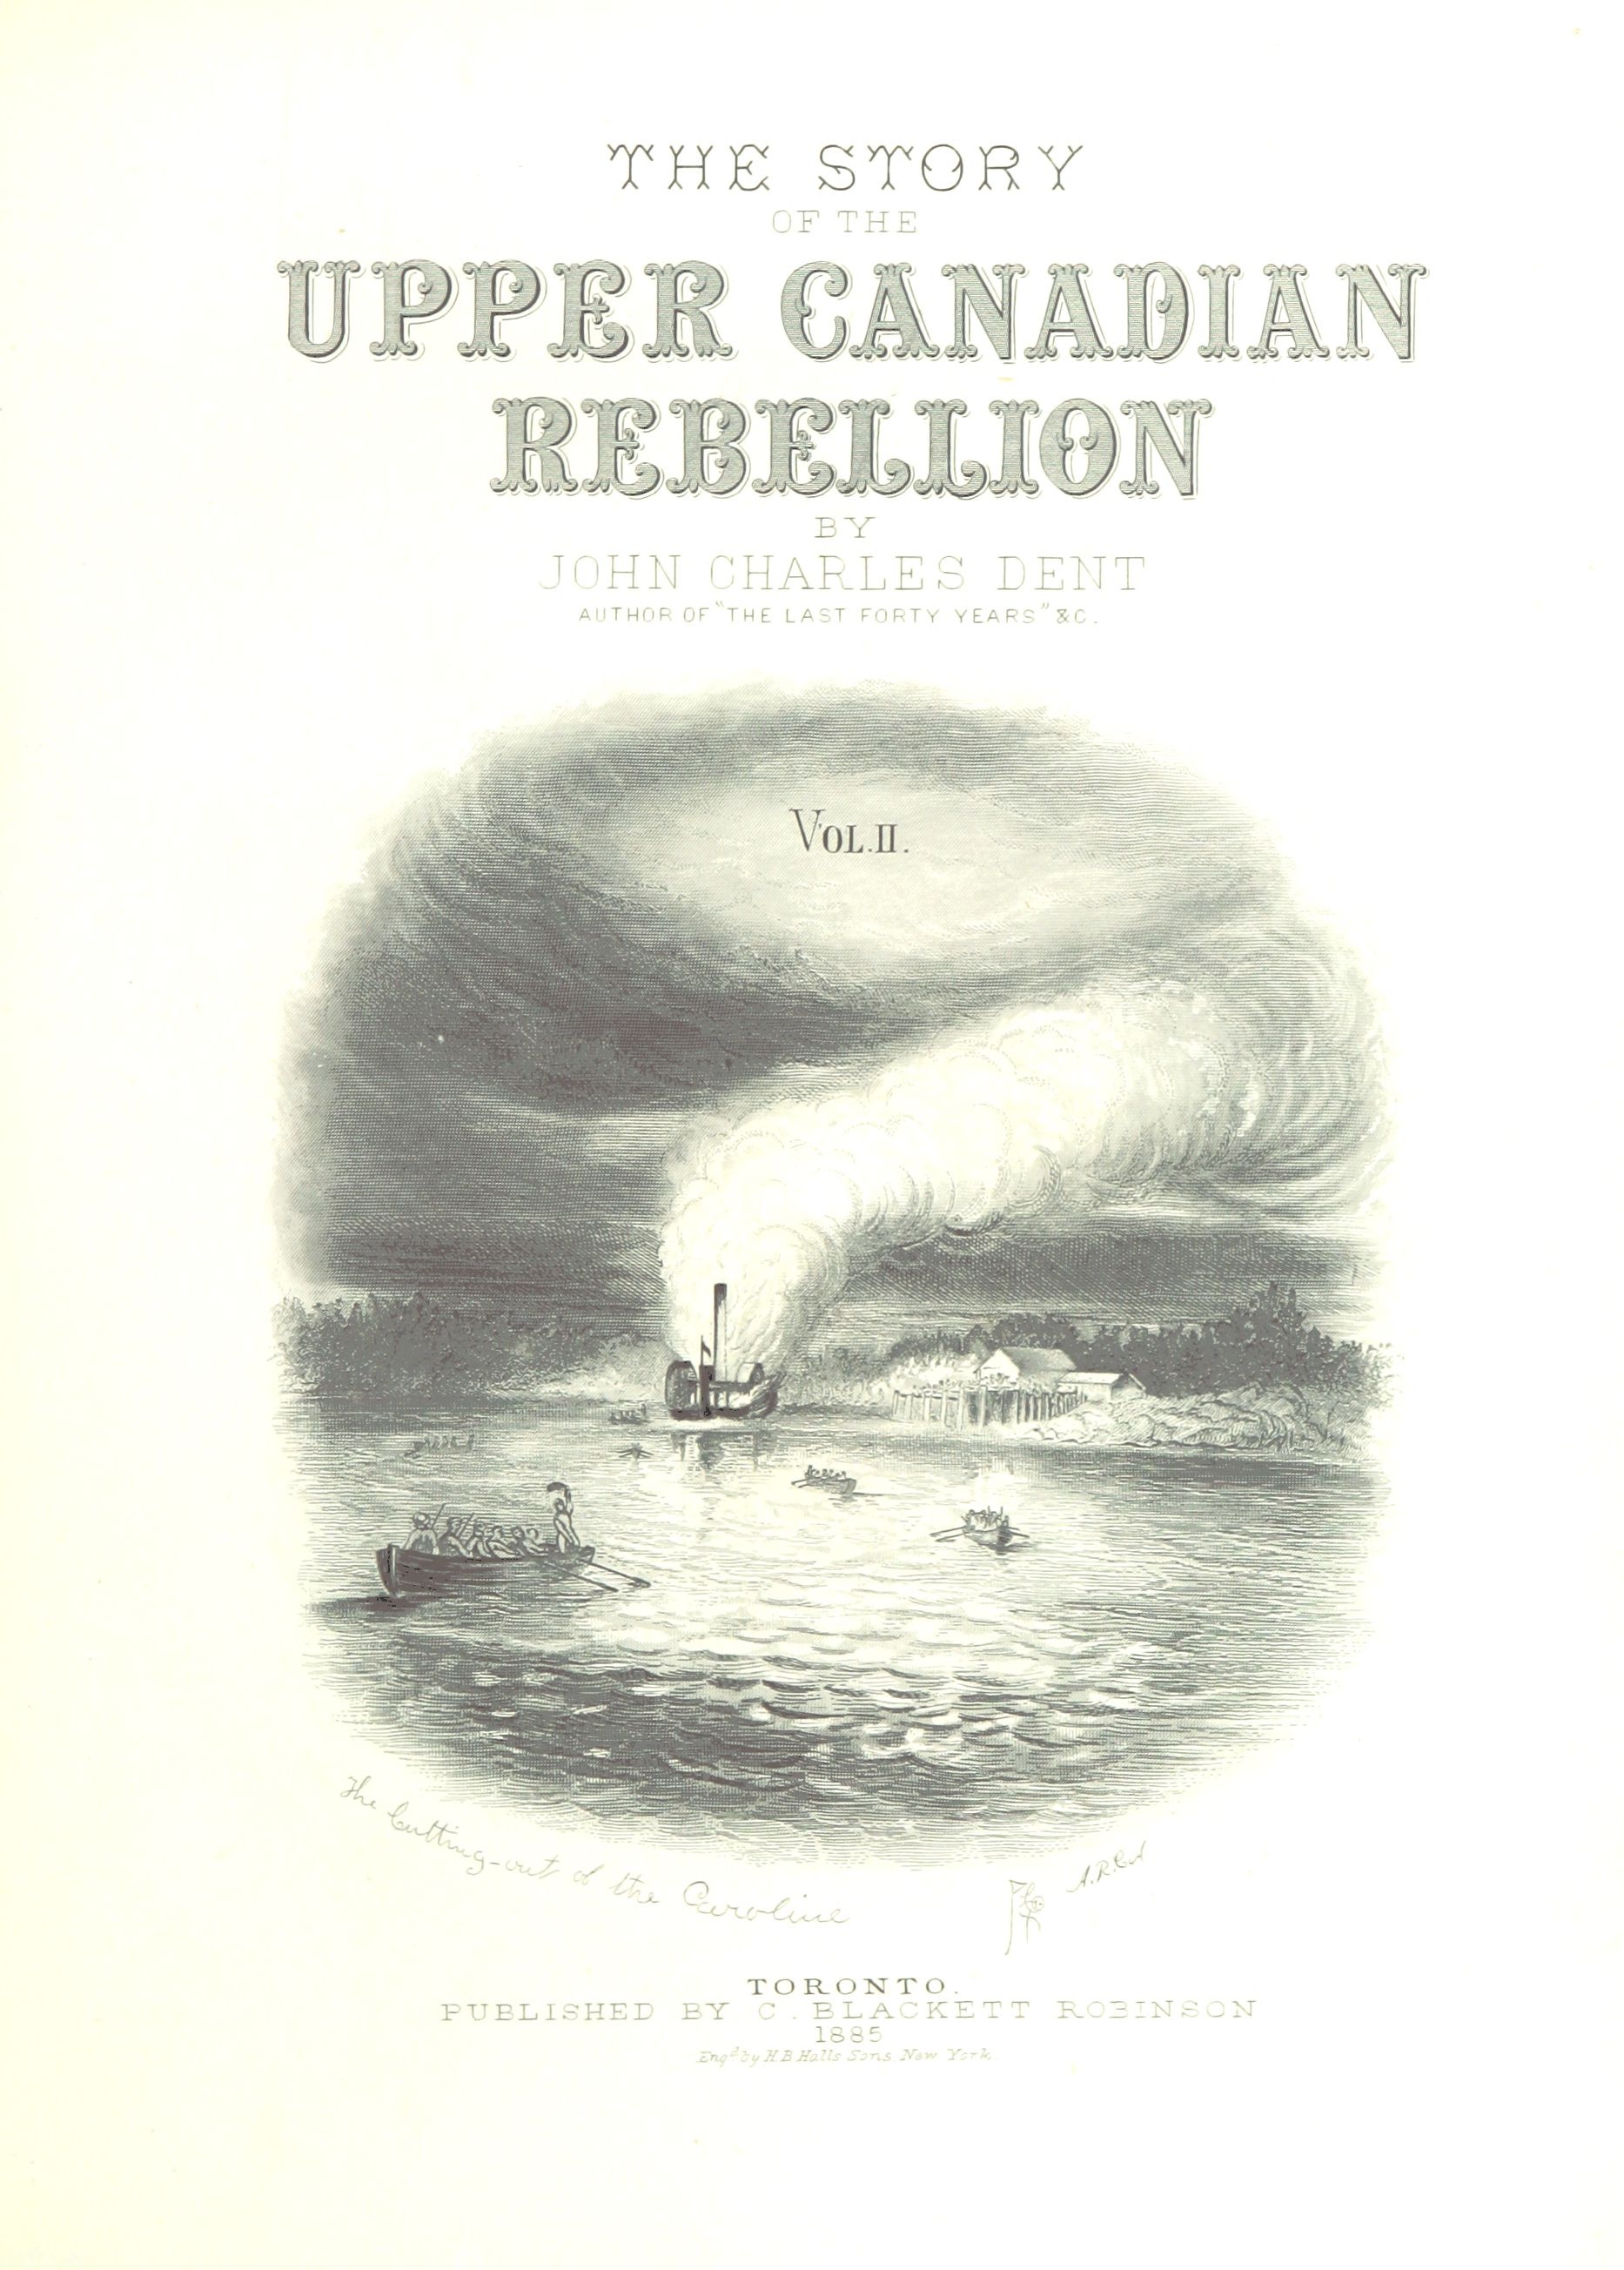 THE STORY
OF THE
UPPER CANADIAN
REBELLION
BY
JOHN CHARLES DENT
AUTHOR OF "THE LAST FORTY YEARS" &C.
VOL. II.
The Cutting-out of the Caroline
A.R.C.A
TORONTO.
PUBLISHED BY C. BLACKETT ROBINSON
1885
Engd by H.B Halls Sons. New York.